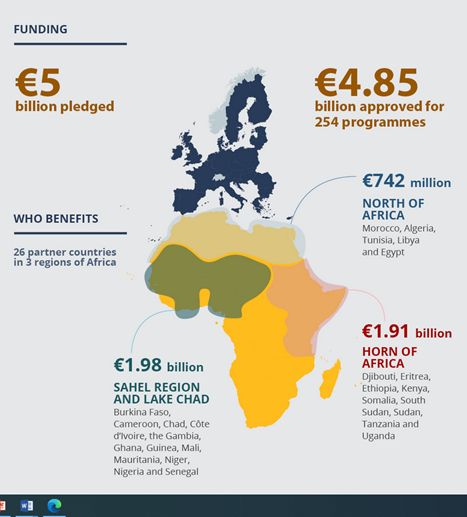 FUNDING
€5
billion pledged
€4.85
billion approved for
254 programmes
€742 million
NORTH OF
AFRICA
Morocco, Algeria,
Tunisia, Libya
and Egypt
WHO BENEFITS
26 partner countries
in 3 regions of Africa
€1.91 billion
HORN OF
AFRICA
Djibouti, Eritrea,
Ethiopia, Kenya,
Somalia, South
Sudan, Sudan,
Tanzania and
Uganda
€1.98 billion
SAHEL REGION
AND LAKE CHAD
Burkina Faso,
Cameroon, Chad, Côte
d'Ivoire, the Gambia,
Ghana, Guinea, Mali,
Mauritania, Niger,
Nigeria and Senegal